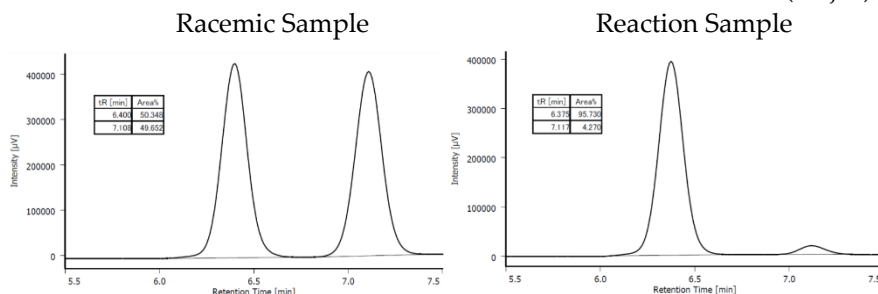 Racemic Sample
400000
300000
200000
100000
0
Intensity [µV]
tR [min] Area%
6.400 50.348
7.108 49.652
5.5 6.0 6.5 7.0 7.5
Retention Time [min]
Reaction Sample
400000
300000
200000
100000
0
Intensity [µV]
tR [min] Area%
6.375 95.730
7.117 4.270
5.5 6.0 6.5 7.0 7.5
Retention Time [min]